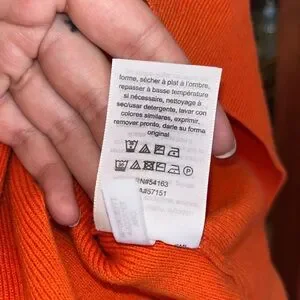 forme, sécher à plat à l'ombre,
repasser à basse température
si nécessaire, nettoyage à
sec/usar detergente, lavar con
colores similares, exprimir,
remover pronto, darle su forma
original
RN#54163
A#57151